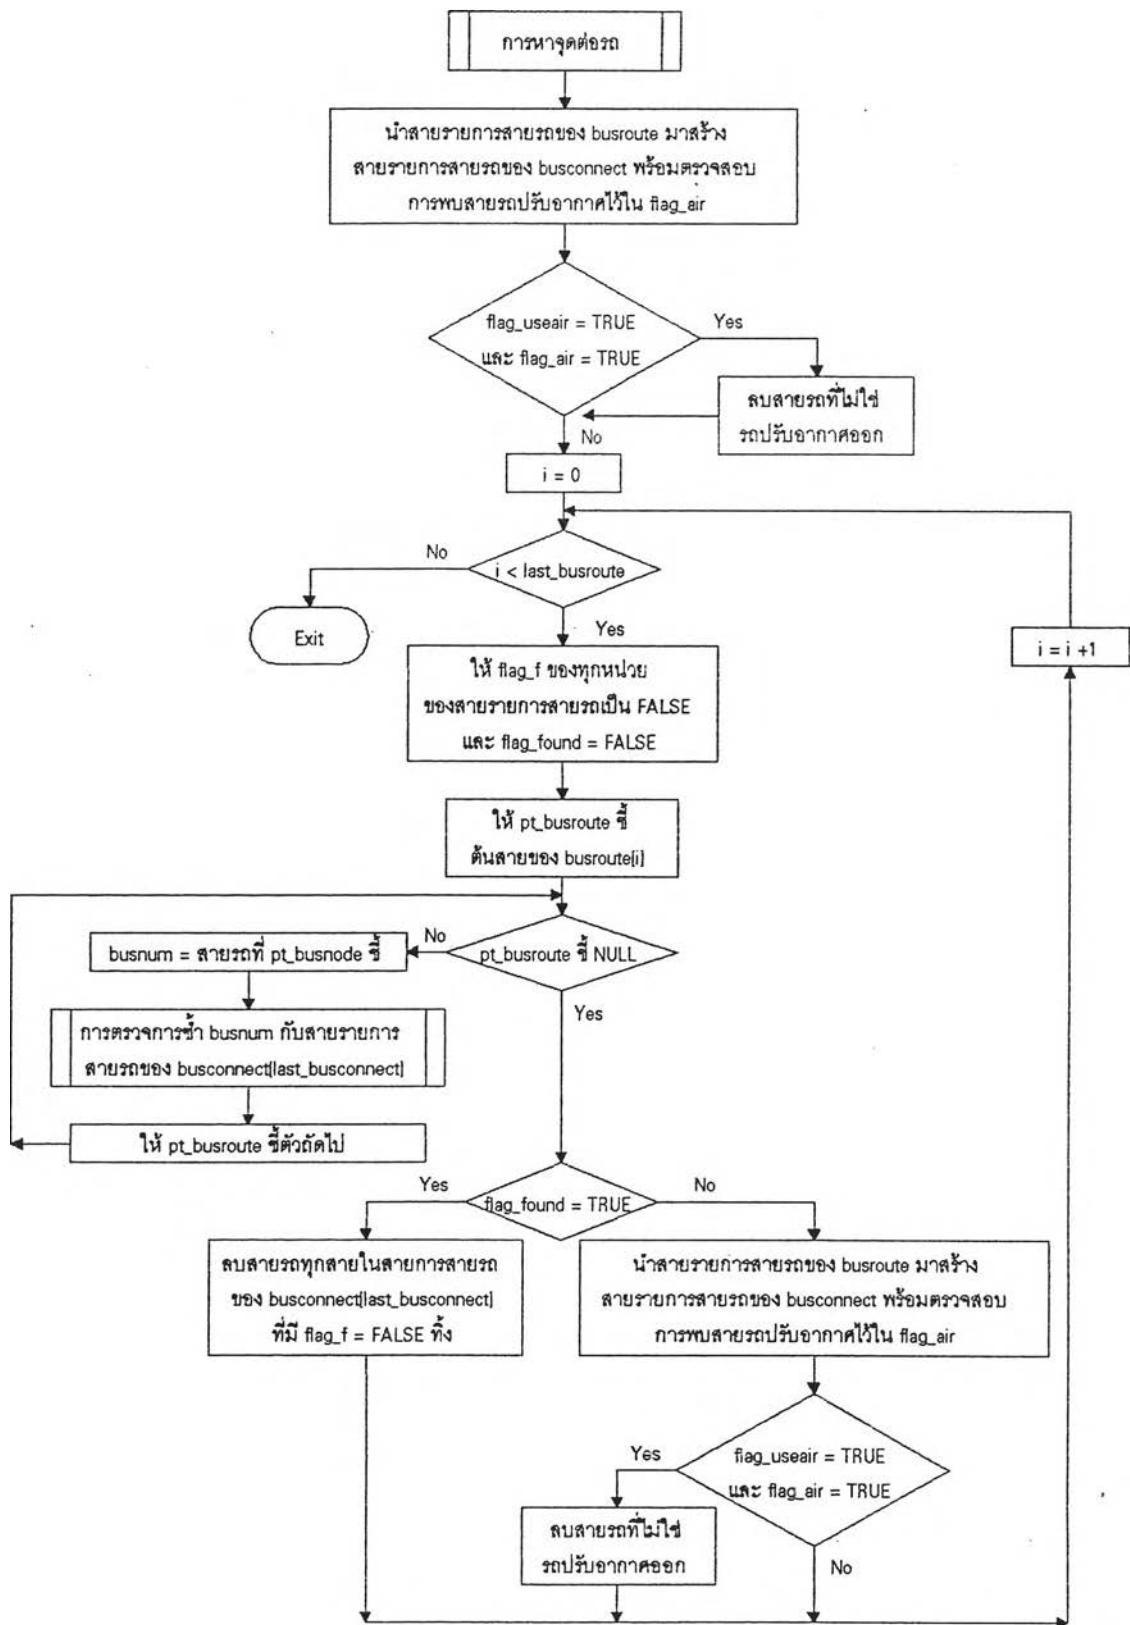 การหาจุดต่อรถ
นำสายรายการสายรถของ busroute มาสร้าง
สายรายการสายรถของ busconnect พร้อมตรวจสอบ
การพบสายรถปรับอากาศไว้ใน flag_air
flag_useair = TRUE
และ flag_air = TRUE
Yes
ลบสายรถที่ไม่ใช่
รถปรับอากาศออก
No
i = 0
i < last_busroute
No
Exit
Yes
i = i +1
ให้ flag_f ของทุกหน่วย
ของสายรายการสายรถเป็น FALSE
และ flag_found = FALSE
ให้ pt_busroute ชี้
ต้นสายของ busroute[i]
pt_busroute ชี้ NULL
No
busnum = สายรถที่ pt_busnode ชี้
Yes
การตรวจการซ้ำ busnum กับสายรายการ
สายรถของ busconnect[last_busconnect]
ให้ pt_busroute ชี้ตัวถัดไป
flag_found = TRUE
Yes
No
ลบสายรถทุกสายในสายการสายรถ
ของ busconnect[last_busconnect]
ที่มี flag_f = FALSE ทิ้ง
นำสายรายการสายรถของ busroute มาสร้าง
สายรายการสายรถของ busconnect พร้อมตรวจสอบ
การพบสายรถปรับอากาศไว้ใน flag_air
flag_useair = TRUE
และ flag_air = TRUE
Yes
ลบสายรถที่ไม่ใช่
รถปรับอากาศออก
No